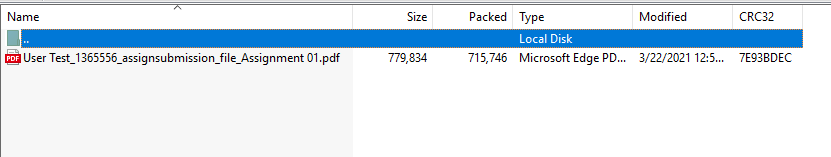 Name Size Packed Type Modified CRC32
.. Local Disk
PDF User Test_1365556_assignsubmission_file_Assignment 01.pdf 779,834 715,746 Microsoft Edge PD... 3/22/2021 12:5... 7E93BDEC